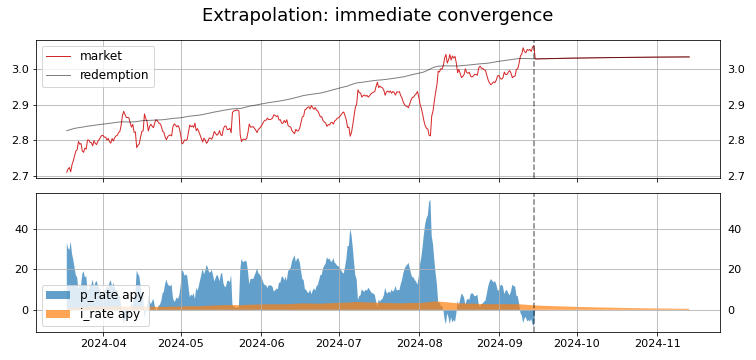 Extrapolation: immediate convergence
market
redemption
3.0
2.9
2.8
2.7
3.0
2.9
2.8
2.7
40
20
0
40
20
0
p_rate apy
i_rate apy
2024-04 2024-05 2024-06 2024-07 2024-08 2024-09 2024-10 2024-11